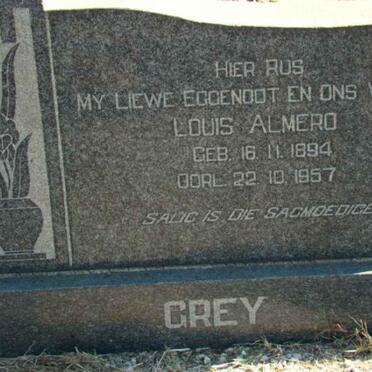 HIER RUS
MY LIEWE EGGENOOT EN ONS
LOUIS ALMERO
GEB. 16.11.1894
OORL. 22.10.1957
SALIG IS DIE SAGMOEDIGE
GREY